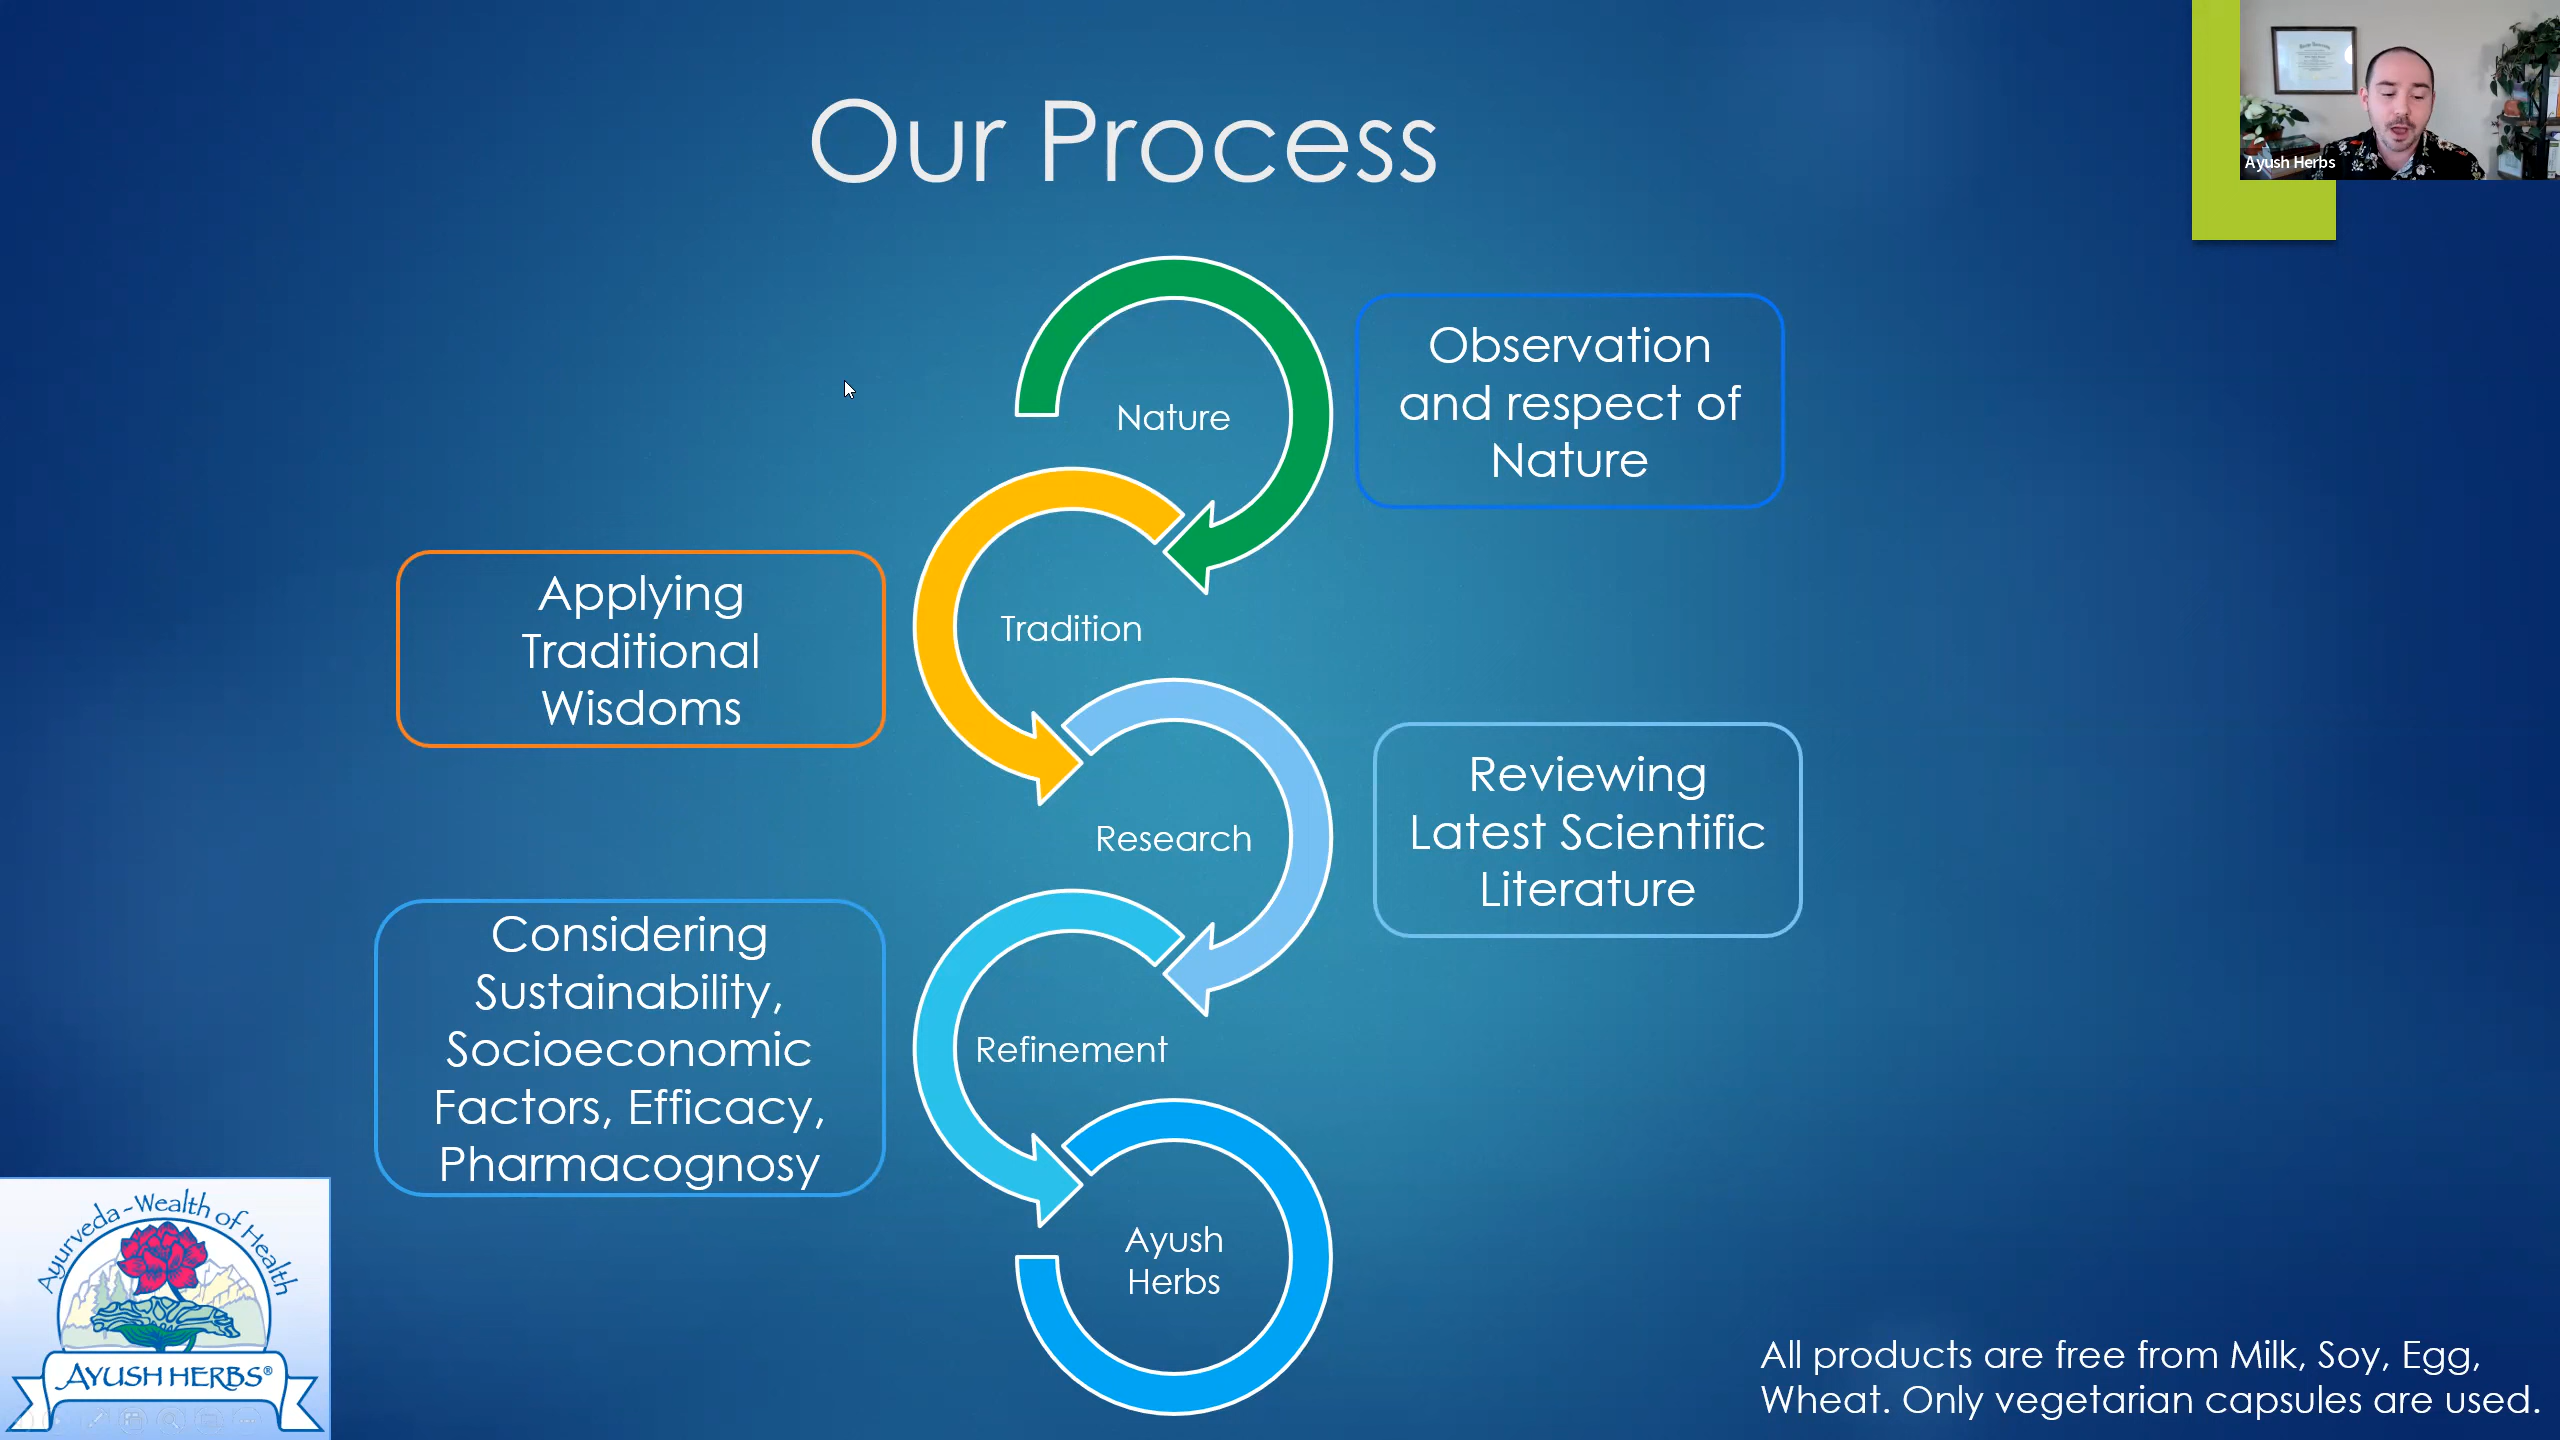 Our Process
Ayush Herbs
Nature
Observation
and respect of
Nature
Applying
Traditional
Wisdoms
Tradition
Research
Reviewing
Latest Scientific
Literature
Considering
Sustainability,
Socioeconomic
Factors, Efficacy,
Pharmacognosy
Refinement
Ayush
Herbs
Ayurveda-Wealth of Health
AYUSH HERBS®
All products are free from Milk, Soy, Egg,
Wheat. Only vegetarian capsules are used.